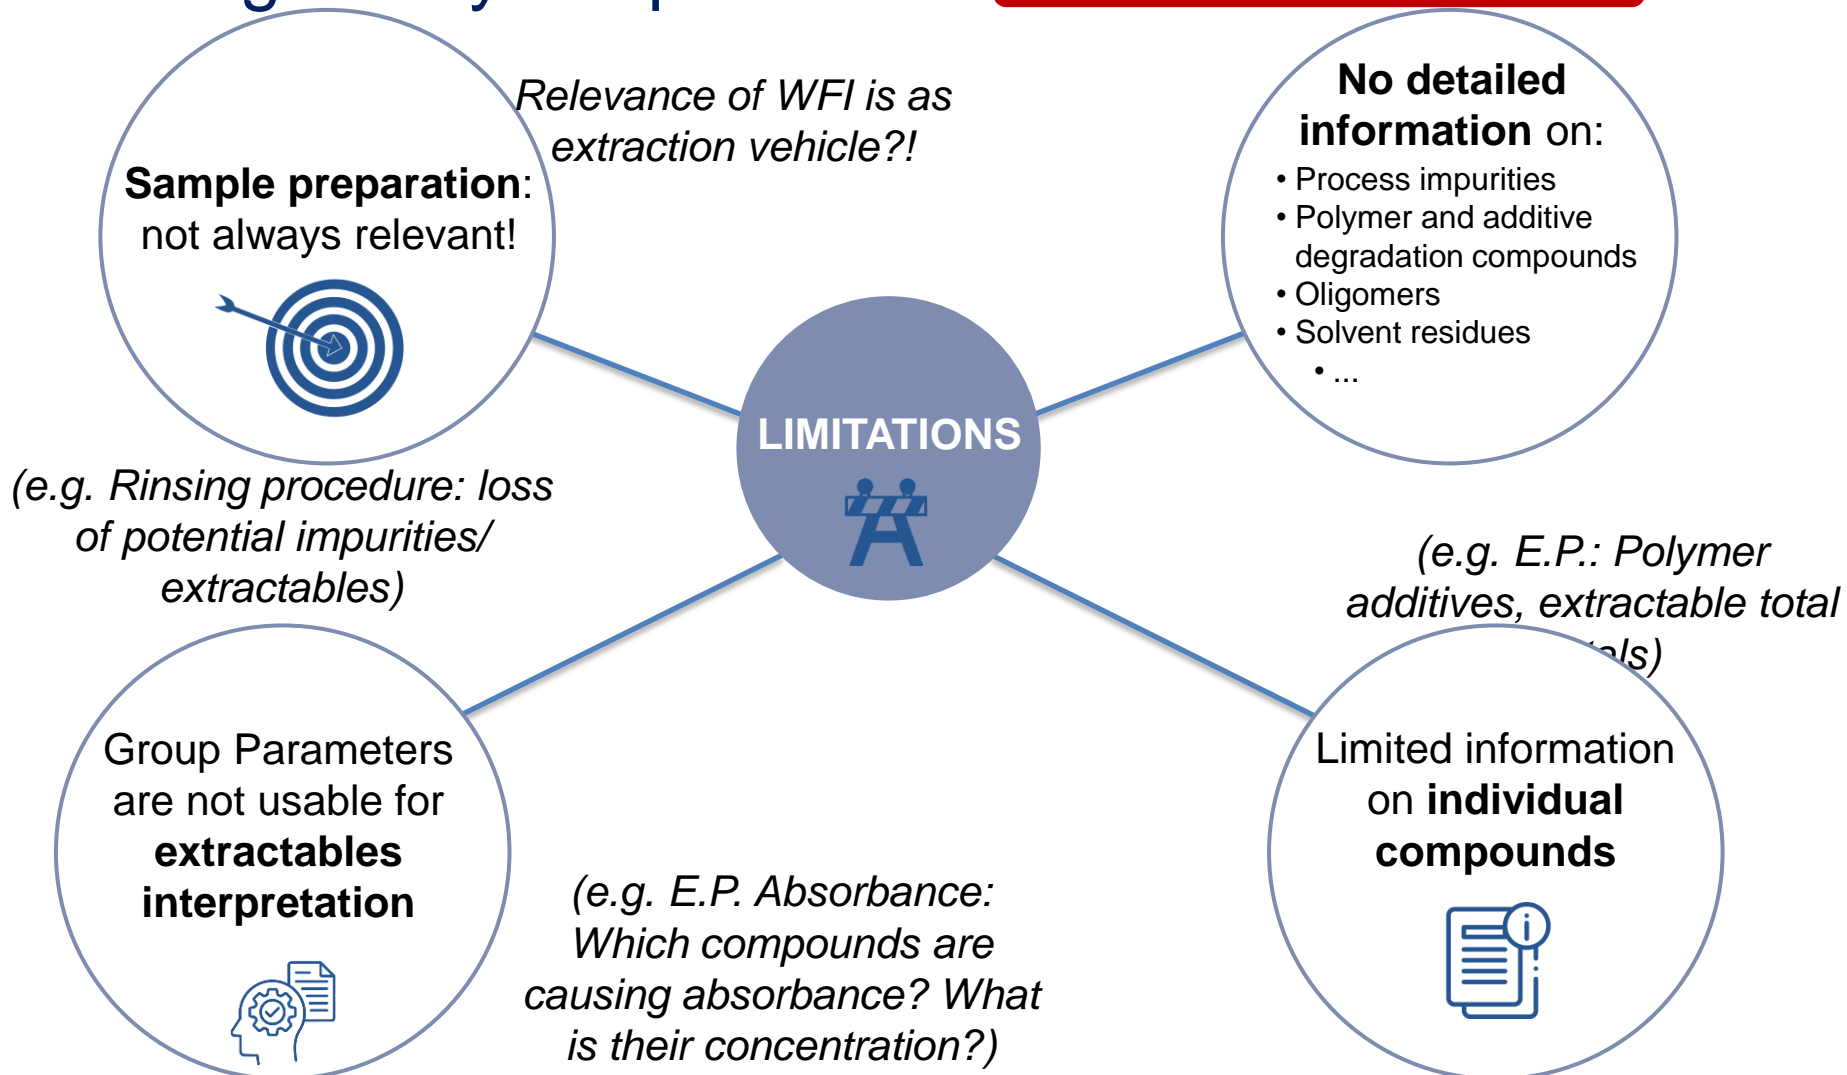 Relevance of WFI is as
extraction vehicle?!
Sample preparation:
not always relevant!
(e.g. Rinsing procedure: loss
of potential impurities/
extractables)
No detailed
information on:
• Process impurities
• Polymer and additive
degradation compounds
• Oligomers
• Solvent residues
• ...
LIMITATIONS
(e.g. E.P.: Polymer
additives, extractable total
Group Parameters
are not usable for
extractables
interpretation
(e.g. E.P. Absorbance:
Which compounds are
causing absorbance? What
is their concentration?)
Limited information
on individual
compounds